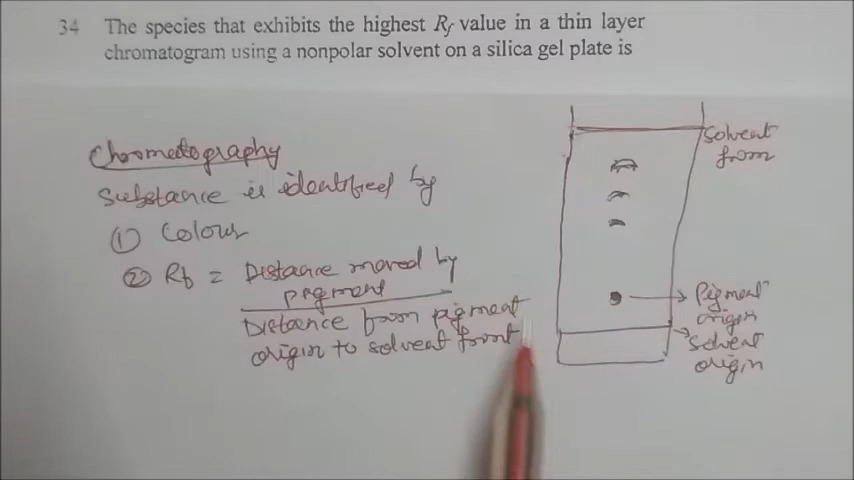 34 The species that exhibits the highest Rf value in a thin layer
chromatogram using a nonpolar solvent on a silica gel plate is
Chromatography
Substance is identified by
① Colour
② Rf = Distance moved by
pigment
Distance from pigment
origin to solvent front
Solvent
from
Pigment
origin
Solvent
origin